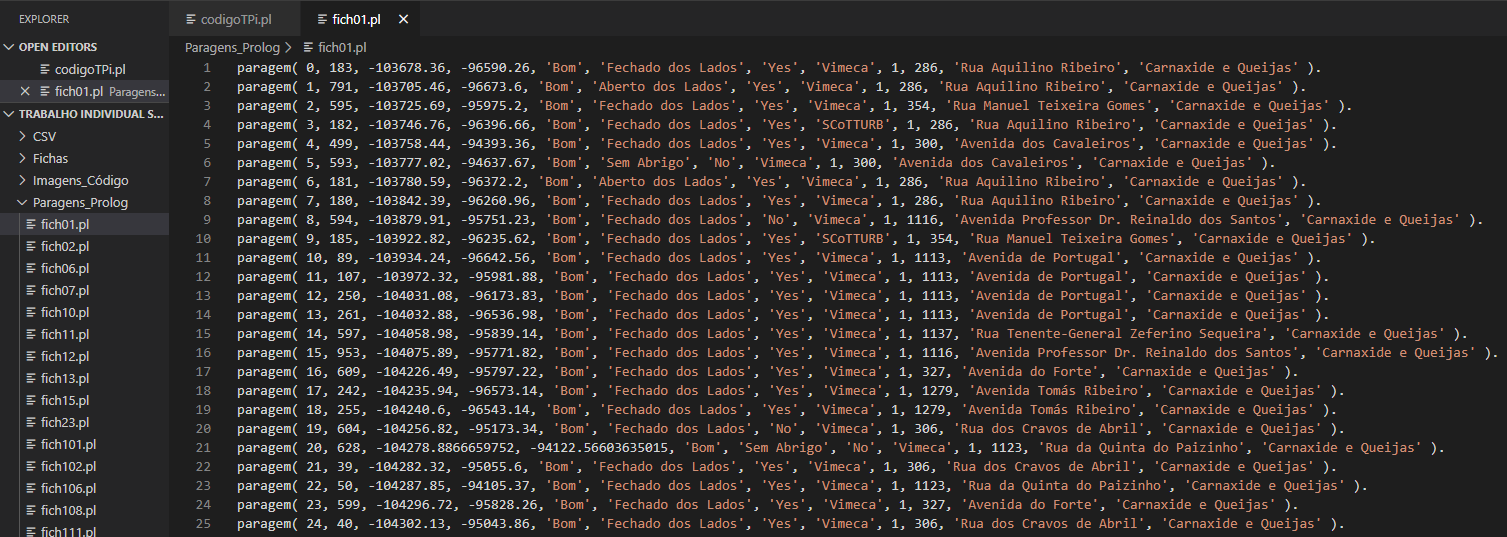 EXPLORER
OPEN EDITORS
codigoTPi.pl
fich01.pl Paragens...
TRABALHO INDIVIDUAL S...
CSV
Fichas
Imagens_Código
Paragens_Prolog
fich01.pl
fich02.pl
fich06.pl
fich07.pl
fich10.pl
fich11.pl
fich12.pl
fich13.pl
fich15.pl
fich23.pl
fich101.pl
fich102.pl
fich106.pl
fich108.pl
fich111.pl
codigoTPi.pl fich01.pl
Paragens_Prolog > fich01.pl
1 paragem( 0, 183, -103678.36, -96590.26, 'Bom', 'Fechado dos Lados', 'Yes', 'Vimeca', 1, 286, 'Rua Aquilino Ribeiro', 'Carnaxide e Queijas' ).
2 paragem( 1, 791, -103705.46, -96673.6, 'Bom', 'Aberto dos Lados', 'Yes', 'Vimeca', 1, 286, 'Rua Aquilino Ribeiro', 'Carnaxide e Queijas' ).
3 paragem( 2, 595, -103725.69, -95975.2, 'Bom', 'Fechado dos Lados', 'Yes', 'Vimeca', 1, 354, 'Rua Manuel Teixeira Gomes', 'Carnaxide e Queijas' ).
4 paragem( 3, 182, -103746.76, -96396.66, 'Bom', 'Fechado dos Lados', 'Yes', 'SCoTTURB', 1, 286, 'Rua Aquilino Ribeiro', 'Carnaxide e Queijas' ).
5 paragem( 4, 499, -103758.44, -94393.36, 'Bom', 'Fechado dos Lados', 'Yes', 'Vimeca', 1, 300, 'Avenida dos Cavaleiros', 'Carnaxide e Queijas' ).
6 paragem( 5, 593, -103777.02, -94637.67, 'Bom', 'Sem Abrigo', 'No', 'Vimeca', 1, 300, 'Avenida dos Cavaleiros', 'Carnaxide e Queijas' ).
7 paragem( 6, 181, -103780.59, -96372.2, 'Bom', 'Aberto dos Lados', 'Yes', 'Vimeca', 1, 286, 'Rua Aquilino Ribeiro', 'Carnaxide e Queijas' ).
8 paragem( 7, 180, -103842.39, -96260.96, 'Bom', 'Fechado dos Lados', 'Yes', 'Vimeca', 1, 286, 'Rua Aquilino Ribeiro', 'Carnaxide e Queijas' ).
9 paragem( 8, 594, -103879.91, -95751.23, 'Bom', 'Fechado dos Lados', 'No', 'Vimeca', 1, 1116, 'Avenida Professor Dr. Reinaldo dos Santos', 'Carnaxide e Queijas' ).
10 paragem( 9, 185, -103922.82, -96235.62, 'Bom', 'Fechado dos Lados', 'Yes', 'SCoTTURB', 1, 354, 'Rua Manuel Teixeira Gomes', 'Carnaxide e Queijas' ).
11 paragem( 10, 89, -103934.24, -96642.56, 'Bom', 'Fechado dos Lados', 'Yes', 'Vimeca', 1, 1113, 'Avenida de Portugal', 'Carnaxide e Queijas' ).
12 paragem( 11, 107, -103972.32, -95981.88, 'Bom', 'Fechado dos Lados', 'Yes', 'Vimeca', 1, 1113, 'Avenida de Portugal', 'Carnaxide e Queijas' ).
13 paragem( 12, 250, -104031.08, -96173.83, 'Bom', 'Fechado dos Lados', 'Yes', 'Vimeca', 1, 1113, 'Avenida de Portugal', 'Carnaxide e Queijas' ).
14 paragem( 13, 261, -104032.88, -96536.98, 'Bom', 'Fechado dos Lados', 'Yes', 'Vimeca', 1, 1113, 'Avenida de Portugal', 'Carnaxide e Queijas' ).
15 paragem( 14, 597, -104058.98, -95839.14, 'Bom', 'Fechado dos Lados', 'Yes', 'Vimeca', 1, 1137, 'Rua Tenente-General Zeferino Sequeira', 'Carnaxide e Queijas' ).
16 paragem( 15, 953, -104075.89, -95771.82, 'Bom', 'Fechado dos Lados', 'Yes', 'Vimeca', 1, 1116, 'Avenida Professor Dr. Reinaldo dos Santos', 'Carnaxide e Queijas' ).
17 paragem( 16, 609, -104226.49, -95797.22, 'Bom', 'Fechado dos Lados', 'Yes', 'Vimeca', 1, 327, 'Avenida do Forte', 'Carnaxide e Queijas' ).
18 paragem( 17, 242, -104235.94, -96573.14, 'Bom', 'Fechado dos Lados', 'Yes', 'Vimeca', 1, 1279, 'Avenida Tomás Ribeiro', 'Carnaxide e Queijas' ).
19 paragem( 18, 255, -104240.6, -96543.14, 'Bom', 'Fechado dos Lados', 'Yes', 'Vimeca', 1, 1279, 'Avenida Tomás Ribeiro', 'Carnaxide e Queijas' ).
20 paragem( 19, 604, -104256.82, -95173.34, 'Bom', 'Fechado dos Lados', 'No', 'Vimeca', 1, 306, 'Rua dos Cravos de Abril', 'Carnaxide e Queijas' ).
21 paragem( 20, 628, -104278.8866659752, -94122.56603635015, 'Bom', 'Sem Abrigo', 'No', 'Vimeca', 1, 1123, 'Rua da Quinta do Paizinho', 'Carnaxide e Queijas' ).
22 paragem( 21, 39, -104282.32, -95055.6, 'Bom', 'Fechado dos Lados', 'Yes', 'Vimeca', 1, 306, 'Rua dos Cravos de Abril', 'Carnaxide e Queijas' ).
23 paragem( 22, 50, -104287.85, -94105.37, 'Bom', 'Fechado dos Lados', 'Yes', 'Vimeca', 1, 1123, 'Rua da Quinta do Paizinho', 'Carnaxide e Queijas' ).
24 paragem( 23, 599, -104296.72, -95828.26, 'Bom', 'Fechado dos Lados', 'Yes', 'Vimeca', 1, 327, 'Avenida do Forte', 'Carnaxide e Queijas' ).
25 paragem( 24, 40, -104302.13, -95043.86, 'Bom', 'Fechado dos Lados', 'Yes', 'Vimeca', 1, 306, 'Rua dos Cravos de Abril', 'Carnaxide e Queijas' ).